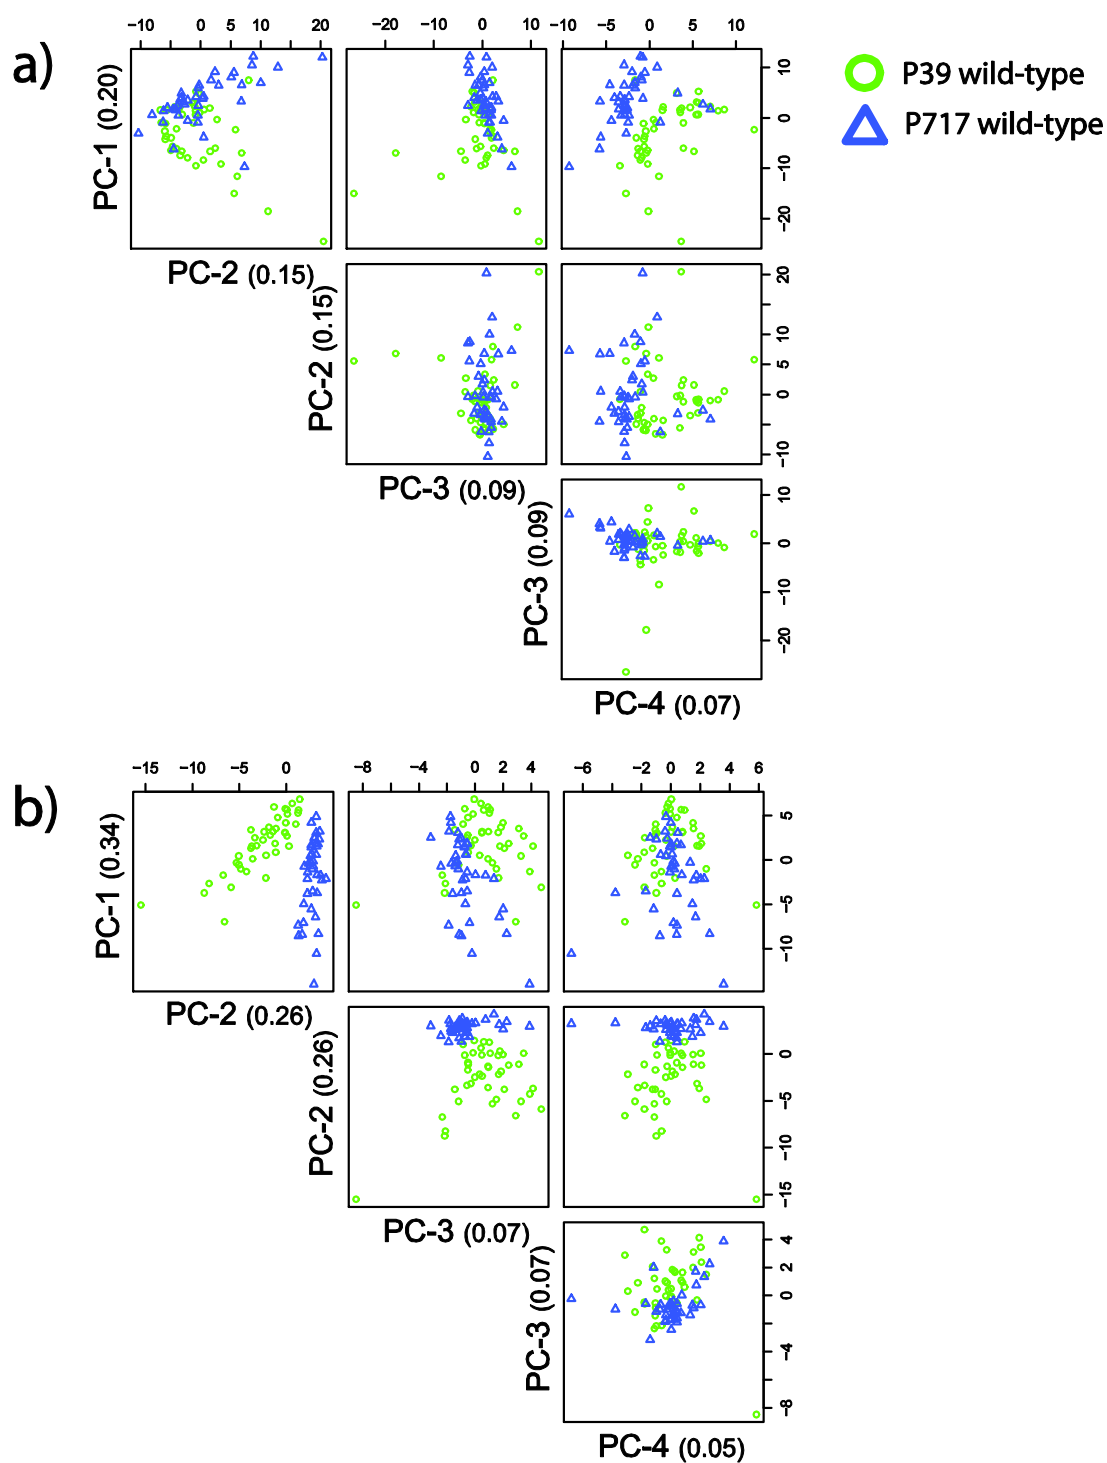 −10 0 5 10 20
−20 −10 0 10
−10 −5 0 5 10
a)
PC-1 (0.20)
10
0
−10
−20
P39 wild-type
P717 wild-type
PC-2 (0.15)
PC-2 (0.15)
20
10
5
0
−10
PC-3 (0.09)
PC-3 (0.09)
10
0
−10
−20
PC-4 (0.07)
−15 −10 −5 0
−8 −4 0 2 4
−6 −2 0 2 4 6
b)
PC-1 (0.34)
5
0
−5
−10
PC-2 (0.26)
PC-2 (0.26)
0
−5
−10
−15
PC-3 (0.07)
PC-3 (0.07)
4
2
0
−4
−8
PC-4 (0.05)